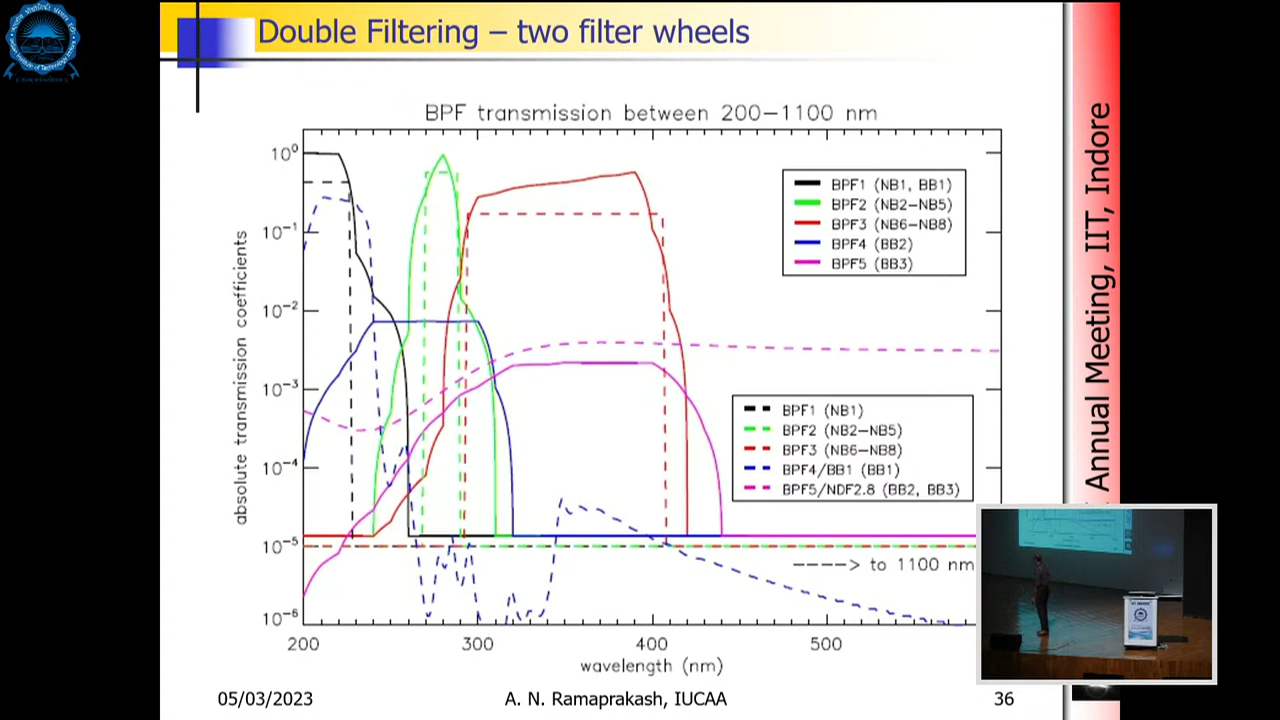 Double Filtering – two filter wheels
BPF transmission between 200–1100 nm
absolute transmission coefficients
10⁰
10⁻¹
10⁻²
10⁻³
10⁻⁴
10⁻⁵
10⁻⁶
BPF1 (NB1, BB1)
BPF2 (NB2–NB5)
BPF3 (NB6–NB8)
BPF4 (BB2)
BPF5 (BB3)
BPF1 (NB1)
BPF2 (NB2–NB5)
BPF3 (NB6–NB8)
BPF4/BB1 (BB1)
BPF5/NDF2.8 (BB2, BB3)
----> to 1100 nm
200
300
400
500
wavelength (nm)
Annual Meeting, IIT, Indore
05/03/2023
A. N. Ramaprakash, IUCAA
36